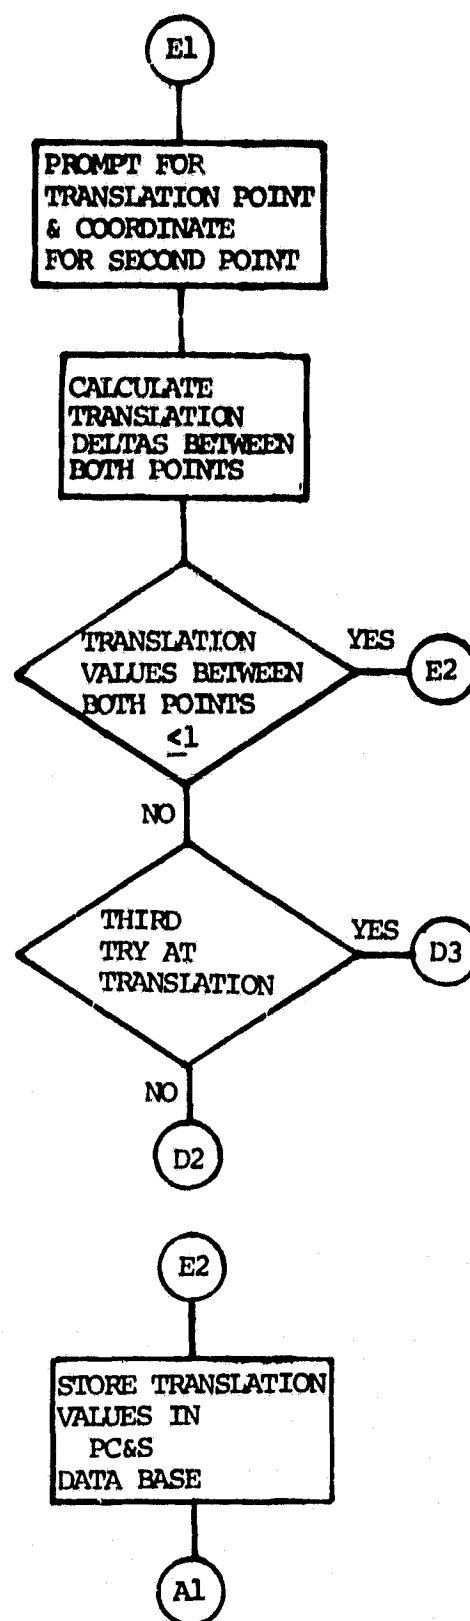 E1
PROMPT FOR
TRANSLATION POINT
& COORDINATE
FOR SECOND POINT
CALCULATE
TRANSLATION
DELTAS BETWEEN
BOTH POINTS
TRANSLATION
VALUES BETWEEN
BOTH POINTS
≤1
YES
E2
NO
THIRD
TRY AT
TRANSLATION
YES
D3
NO
D2
E2
STORE TRANSLATION
VALUES IN
PC&S
DATA BASE
A1